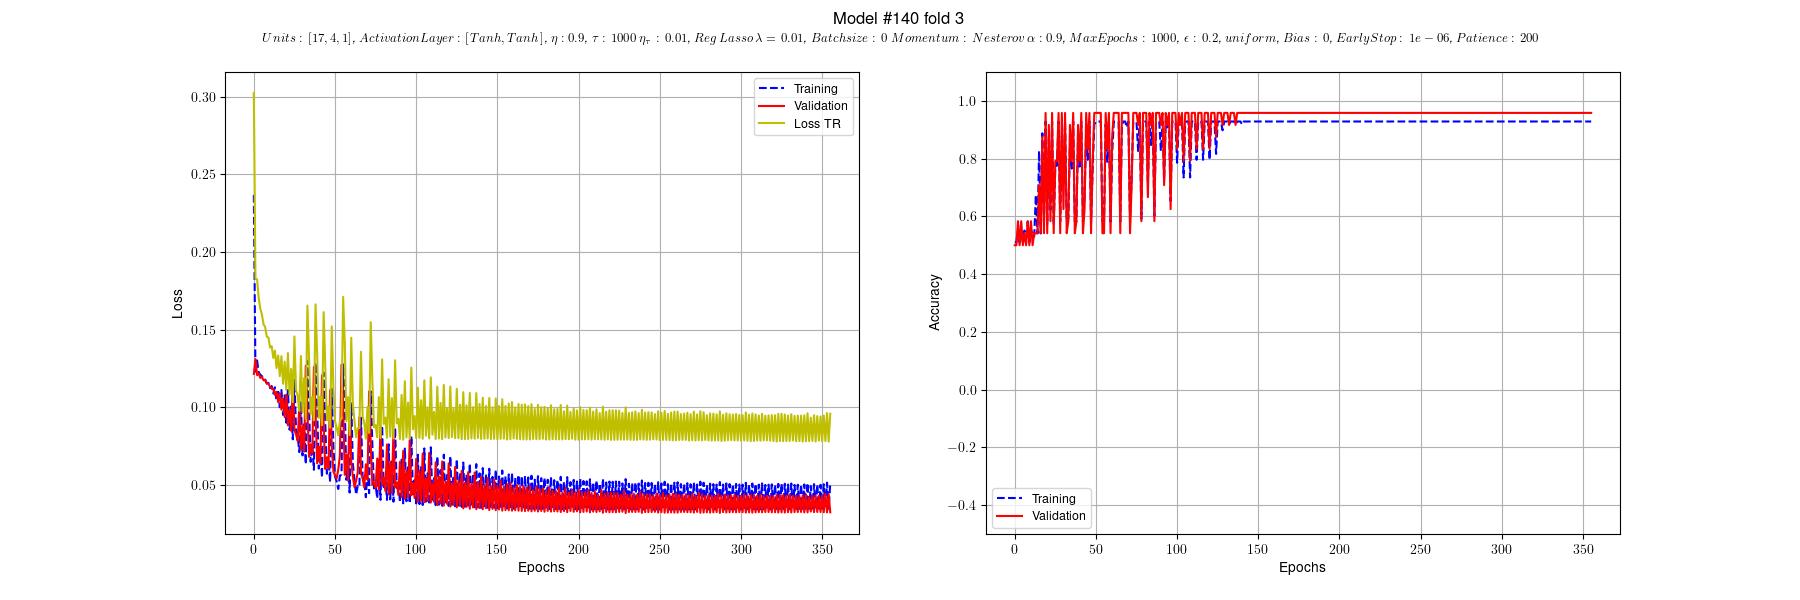 Model #140 fold 3
Units : [17, 4, 1], ActivationLayer : [Tanh, Tanh], η : 0.9, τ : 1000 η_τ : 0.01, Reg Lasso λ = 0.01, Batchsize : 0 Momentum : Nesterov α : 0.9, MaxEpochs : 1000, ϵ : 0.2, uniform, Bias : 0, EarlyStop : 1e − 06, Patience : 200
0.30
0.25
0.20
0.15
0.10
0.05
Loss
Training
Validation
Loss TR
0 50 100 150 200 250 300 350
Epochs
1.0
0.8
0.6
0.4
0.2
0.0
−0.2
−0.4
Accuracy
Training
Validation
0 50 100 150 200 250 300 350
Epochs